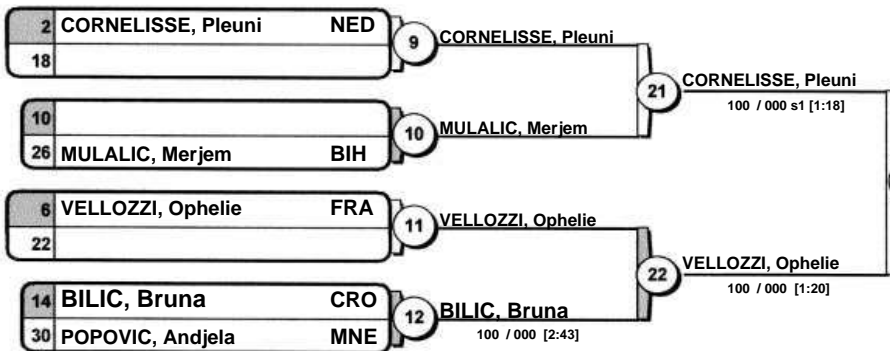 2 CORNELISSE, Pleuni NED
18
9 CORNELISSE, Pleuni
10
26 MULALIC, Merjem BIH
10 MULALIC, Merjem
21 CORNELISSE, Pleuni
100 / 000 s1 [1:18]
6 VELLOZZI, Ophelie FRA
22
11 VELLOZZI, Ophelie
14 BILIC, Bruna CRO
30 POPOVIC, Andjela MNE
12 BILIC, Bruna
100 / 000 [2:43]
22 VELLOZZI, Ophelie
100 / 000 [1:20]